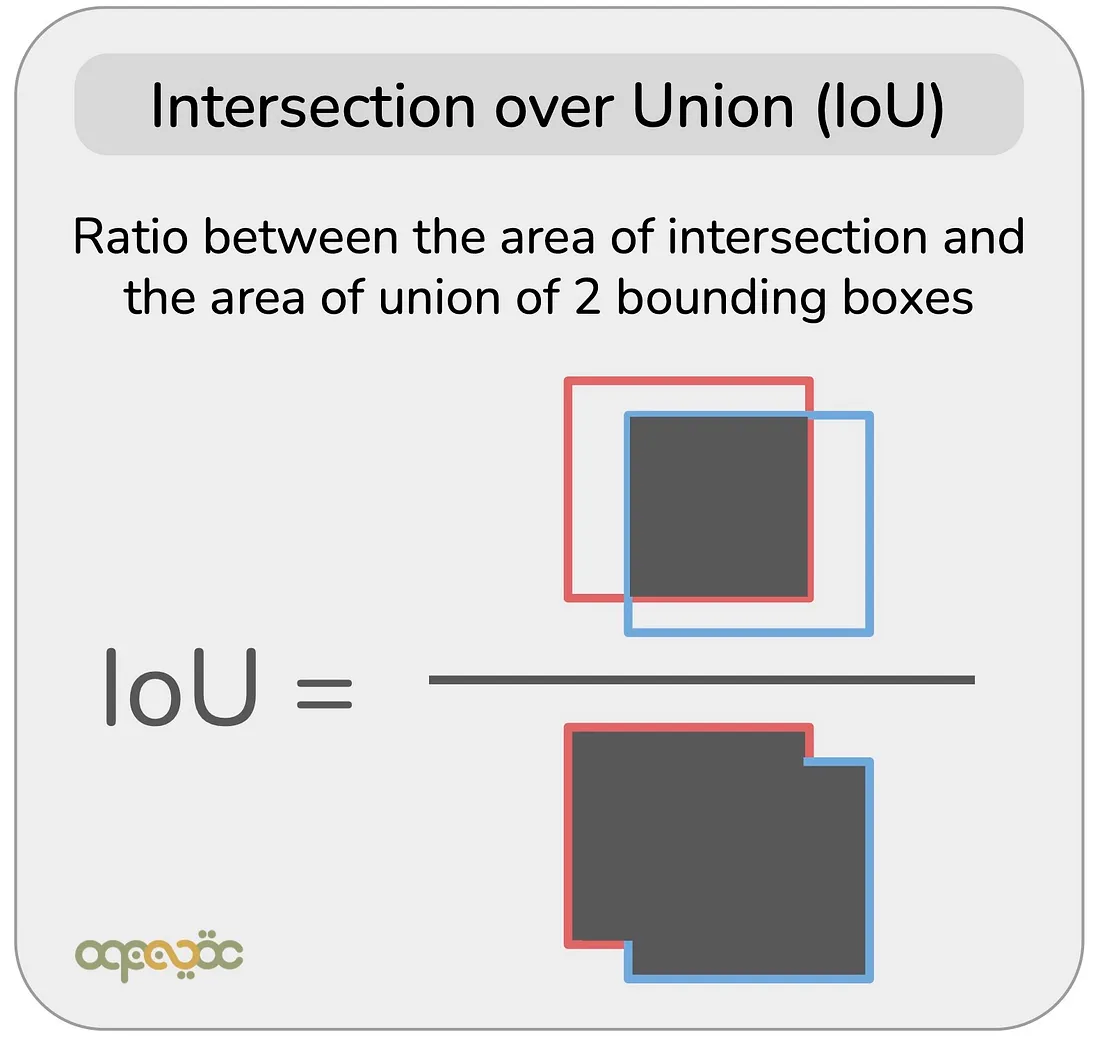 Intersection over Union (IoU)
Ratio between the area of intersection and
the area of union of 2 bounding boxes
IoU =